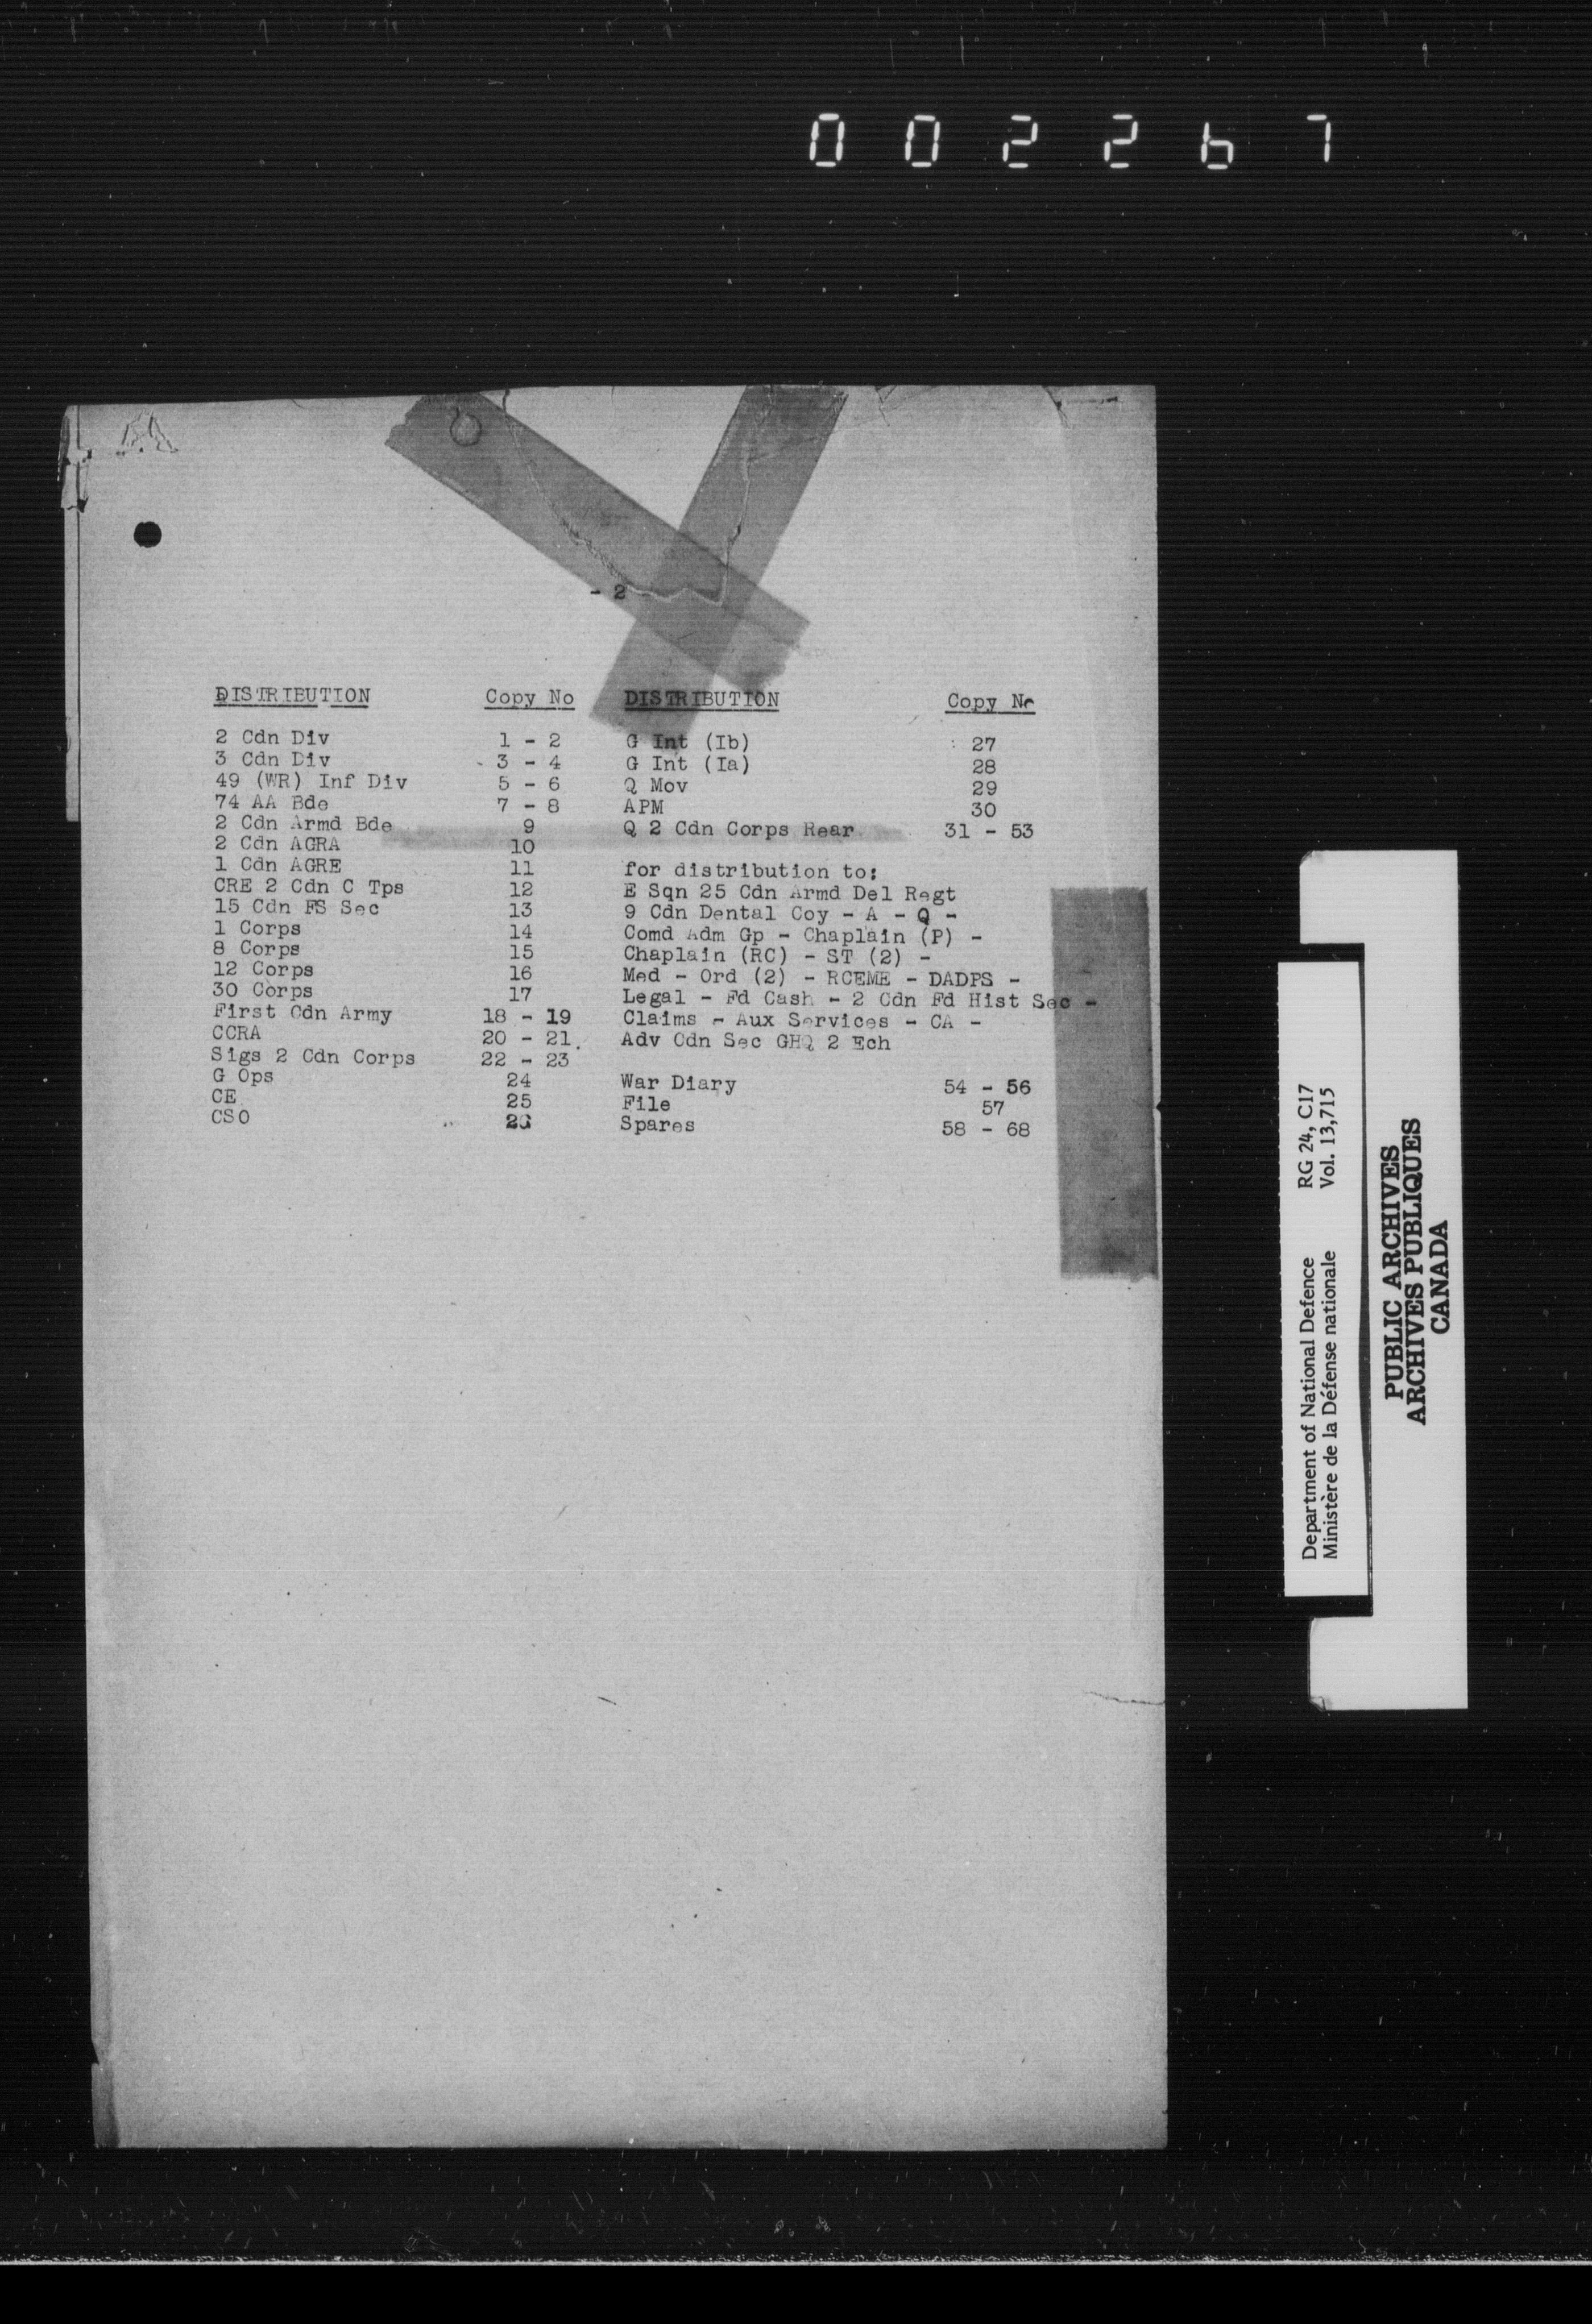 002267
- 2
DISTRIBUTION Copy No
2 Cdn Div 1 - 2
3 Cdn Div 3 - 4
49 (WR) Inf Div 5 - 6
74 AA Bde 7 - 8
2 Cdn Armd Bde 9
2 Cdn AGRA 10
1 Cdn AGRE 11
CRE 2 Cdn C Tps 12
15 Cdn FS Sec 13
1 Corps 14
8 Corps 15
12 Corps 16
30 Corps 17
First Cdn Army 18 - 19
CCRA 20 - 21
Sigs 2 Cdn Corps 22 - 23
G Ops 24
CE 25
CSO 26
DISTRIBUTION Copy No
G Int (Ib) 27
G Int (Ia) 28
Q Mov 29
APM 30
Q 2 Cdn Corps Rear 31 - 53
for distribution to:
E Sqn 25 Cdn Armd Del Regt
9 Cdn Dental Coy - A - Q -
Comd Adm Gp - Chaplain (P) -
Chaplain (RC) - ST (2) -
Med - Ord (2) - RCEME - DADPS -
Legal - Fd Cash - 2 Cdn Fd Hist Sec -
Claims - Aux Services - CA -
Adv Cdn Sec GHQ 2 Ech
War Diary 54 - 56
File 57
Spares 58 - 68
Department of National Defence RG 24, C17
Ministère de la Défense nationale Vol. 13,715
PUBLIC ARCHIVES
ARCHIVES PUBLIQUES
CANADA